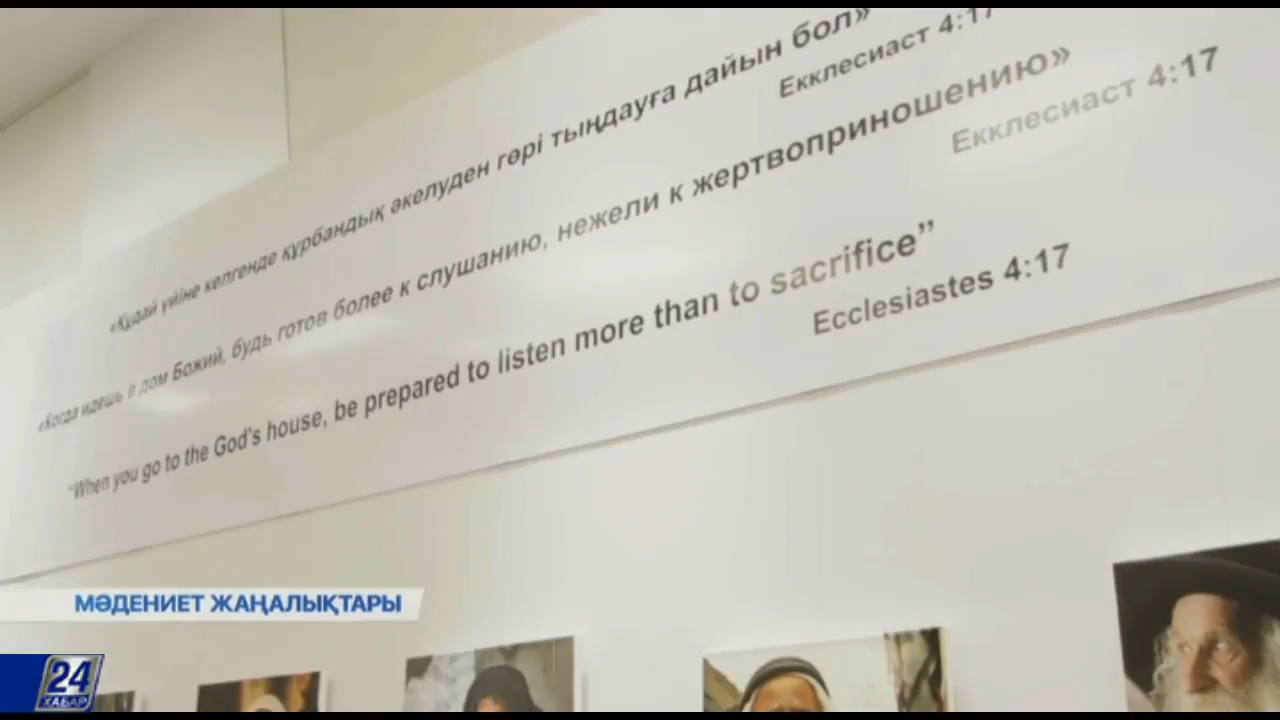 «Құдай үйіне келгенде құрбандық әкелуден гөрі тыңдауға дайын бол»
Екклесиаст 4:17
«Когда идешь в дом Божий, будь готов более к слушанию, нежели к жертвоприношению»
Екклесиаст 4:17
“When you go to the God's house, be prepared to listen more than to sacrifice”
Ecclesiastes 4:17
МӘДЕНИЕТ ЖАҢАЛЫҚТАРЫ
24
ХАБАР